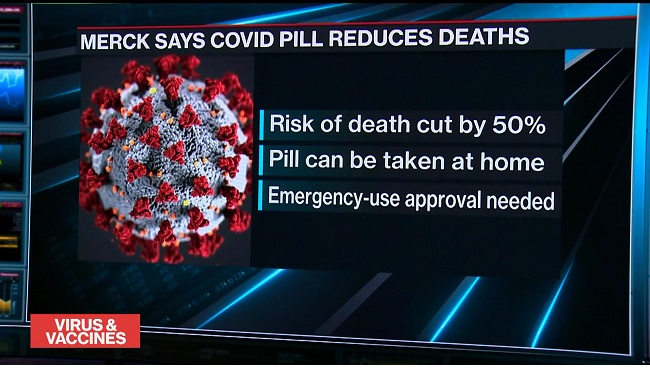 MERCK SAYS COVID PILL REDUCES DEATHS
Risk of death cut by 50%
Pill can be taken at home
Emergency-use approval needed
VIRUS &
VACCINES